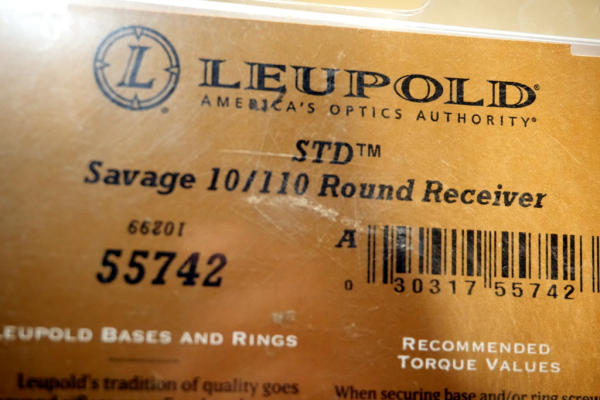 L LEUPOLD®
AMERICA'S OPTICS AUTHORITY®
STD™
Savage 10/110 Round Receiver
10299
55742
A
0 30317 55742
LEUPOLD BASES AND RINGS
RECOMMENDED
TORQUE VALUES
Leupold's tradition of quality goes
When securing base and/or ring screws